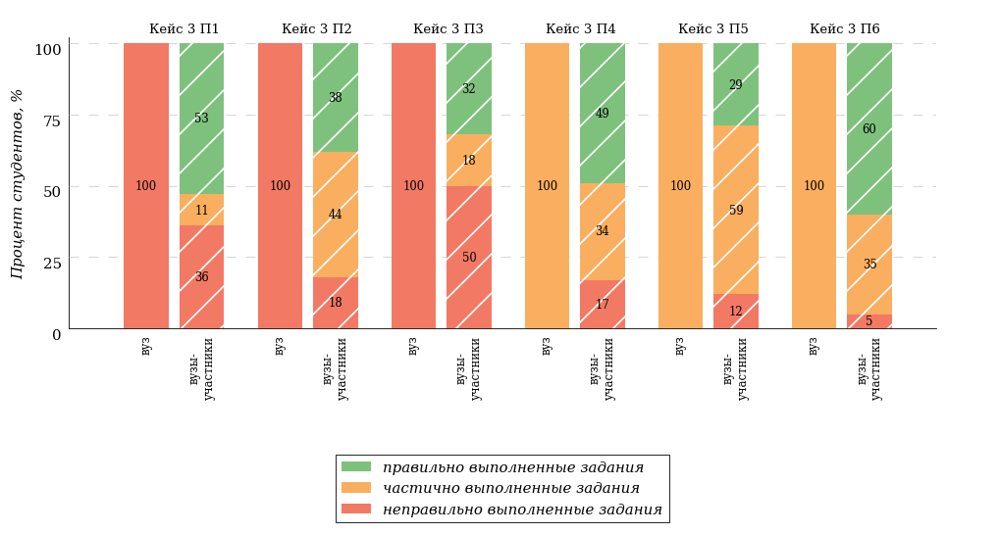 Кейс 3 П1 Кейс 3 П2 Кейс 3 П3 Кейс 3 П4 Кейс 3 П5 Кейс 3 П6
Процент студентов, %
100
75
50
25
0
100 53 11 36
100 38 44 18
100 32 18 50
100 49 34 17
100 29 59 12
100 60 35 5
вуз
вузы-
участники
вуз
вузы-
участники
вуз
вузы-
участники
вуз
вузы-
участники
вуз
вузы-
участники
вуз
вузы-
участники
правильно выполненные задания
частично выполненные задания
неправильно выполненные задания